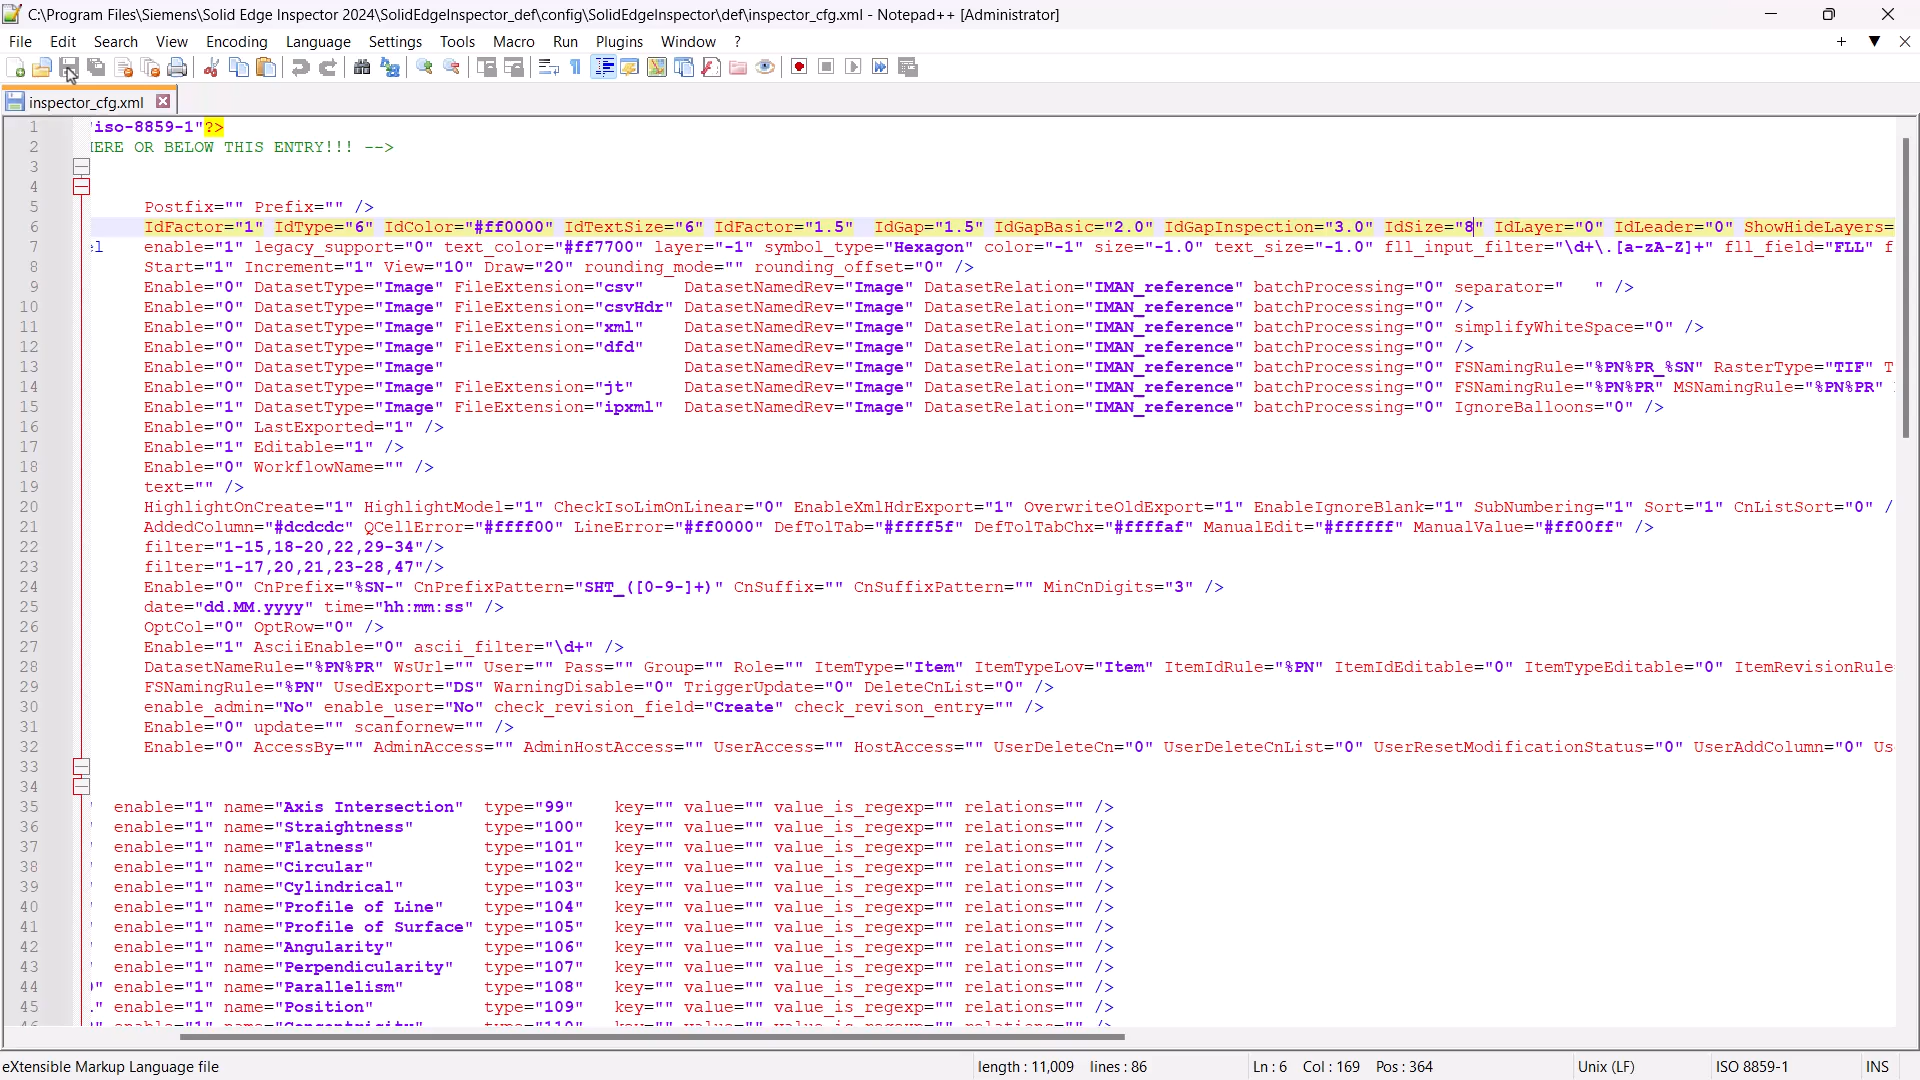 C:\Program Files\Siemens\Solid Edge Inspector 2024\SolidEdgeInspector_def\config\SolidEdgeInspector\def\inspector_cfg.xml - Notepad++ [Administrator]
File Edit Search View Encoding Language Settings Tools Macro Run Plugins Window ?
inspector_cfg.xml
1 'iso-8859-1"?>
2 HERE OR BELOW THIS ENTRY!!! -->
3
4
5 Postfix="" Prefix="" />
6 IdFactor="1" IdType="6" IdColor="#ff0000" IdTextSize="6" IdFactor="1.5" IdGap="1.5" IdGapBasic="2.0" IdGapInspection="3.0" IdSize="8" IdLayer="0" IdLeader="0" ShowHideLayers=
7 el enable="1" legacy_support="0" text_color="#ff7700" layer="-1" symbol_type="Hexagon" color="-1" size="-1.0" text_size="-1.0" fll_input_filter="\d+\.[a-zA-Z]+" fll_field="FLL" f
8 Start="1" Increment="1" View="10" Draw="20" rounding_mode="" rounding_offset="0" />
9 Enable="0" DatasetType="Image" FileExtension="csv" DatasetNamedRev="Image" DatasetRelation="IMAN_reference" batchProcessing="0" separator=" " />
10 Enable="0" DatasetType="Image" FileExtension="csvHdr" DatasetNamedRev="Image" DatasetRelation="IMAN_reference" batchProcessing="0" />
11 Enable="0" DatasetType="Image" FileExtension="xml" DatasetNamedRev="Image" DatasetRelation="IMAN_reference" batchProcessing="0" simplifyWhiteSpace="0" />
12 Enable="0" DatasetType="Image" FileExtension="dfd" DatasetNamedRev="Image" DatasetRelation="IMAN_reference" batchProcessing="0" />
13 Enable="0" DatasetType="Image" DatasetNamedRev="Image" DatasetRelation="IMAN_reference" batchProcessing="0" FSNamingRule="%PN%PR_%SN" RasterType="TIF" T
14 Enable="0" DatasetType="Image" FileExtension="jt" DatasetNamedRev="Image" DatasetRelation="IMAN_reference" batchProcessing="0" FSNamingRule="%PN%PR" MSNamingRule="%PN%PR"
15 Enable="1" DatasetType="Image" FileExtension="ipxml" DatasetNamedRev="Image" DatasetRelation="IMAN_reference" batchProcessing="0" IgnoreBalloons="0" />
16 Enable="0" LastExported="1" />
17 Enable="1" Editable="1" />
18 Enable="0" WorkflowName="" />
19 text="" />
20 HighlightOnCreate="1" HighlightModel="1" CheckIsoLimOnLinear="0" EnableXmlHdrExport="1" OverwriteOldExport="1" EnableIgnoreBlank="1" SubNumbering="1" Sort="1" CnListSort="0" /
21 AddedColumn="#dcdcdc" QCellError="#ffff00" LineError="#ff0000" DefTolTab="#ffff5f" DefTolTabChx="#ffffaf" ManualEdit="#ffffff" ManualValue="#ff00ff" />
22 filter="1-15,18-20,22,29-34"/>
23 filter="1-17,20,21,23-28,47"/>
24 Enable="0" CnPrefix="%SN-" CnPrefixPattern="SHT_([0-9-]+)" CnSuffix="" CnSuffixPattern="" MinCnDigits="3" />
25 date="dd.MM.yyyy" time="hh:mm:ss" />
26 OptCol="0" OptRow="0" />
27 Enable="1" AsciiEnable="0" ascii_filter="\d+" />
28 DatasetNameRule="%PN%PR" WsUrl="" User="" Pass="" Group="" Role="" ItemType="Item" ItemTypeLov="Item" ItemIdRule="%PN" ItemIdEditable="0" ItemTypeEditable="0" ItemRevisionRule
29 FSNamingRule="%PN" UsedExport="DS" WarningDisable="0" TriggerUpdate="0" DeleteCnList="0" />
30 enable_admin="No" enable_user="No" check_revision_field="Create" check_revison_entry="" />
31 Enable="0" update="" scanfornew="" />
32 Enable="0" AccessBy="" AdminAccess="" AdminHostAccess="" UserAccess="" HostAccess="" UserDeleteCn="0" UserDeleteCnList="0" UserResetModificationStatus="0" UserAddColumn="0" Us
33
34
35 ' enable="1" name="Axis Intersection" type="99" key="" value="" value_is_regexp="" relations="" />
36 ' enable="1" name="Straightness" type="100" key="" value="" value_is_regexp="" relations="" />
37 ' enable="1" name="Flatness" type="101" key="" value="" value_is_regexp="" relations="" />
38 ' enable="1" name="Circular" type="102" key="" value="" value_is_regexp="" relations="" />
39 ' enable="1" name="Cylindrical" type="103" key="" value="" value_is_regexp="" relations="" />
40 ' enable="1" name="Profile of Line" type="104" key="" value="" value_is_regexp="" relations="" />
41 ' enable="1" name="Profile of Surface" type="105" key="" value="" value_is_regexp="" relations="" />
42 ' enable="1" name="Angularity" type="106" key="" value="" value_is_regexp="" relations="" />
43 ' enable="1" name="Perpendicularity" type="107" key="" value="" value_is_regexp="" relations="" />
44 )" enable="1" name="Parallelism" type="108" key="" value="" value_is_regexp="" relations="" />
45 ." enable="1" name="Position" type="109" key="" value="" value_is_regexp="" relations="" />
eXtensible Markup Language file length : 11,009 lines : 86 Ln : 6 Col : 169 Pos : 364 Unix (LF) ISO 8859-1 INS